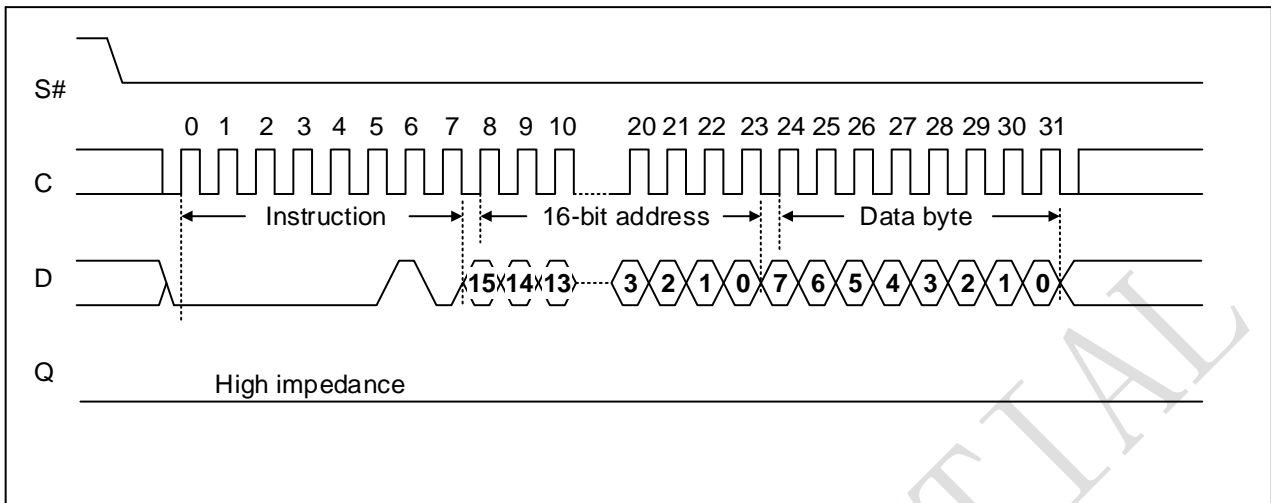 S#
0 1 2 3 4 5 6 7 8 9 10 20 21 22 23 24 25 26 27 28 29 30 31
C
Instruction 16-bit address Data byte
D
15 14 13 3 2 1 0 7 6 5 4 3 2 1 0
Q
High impedance
TIAL